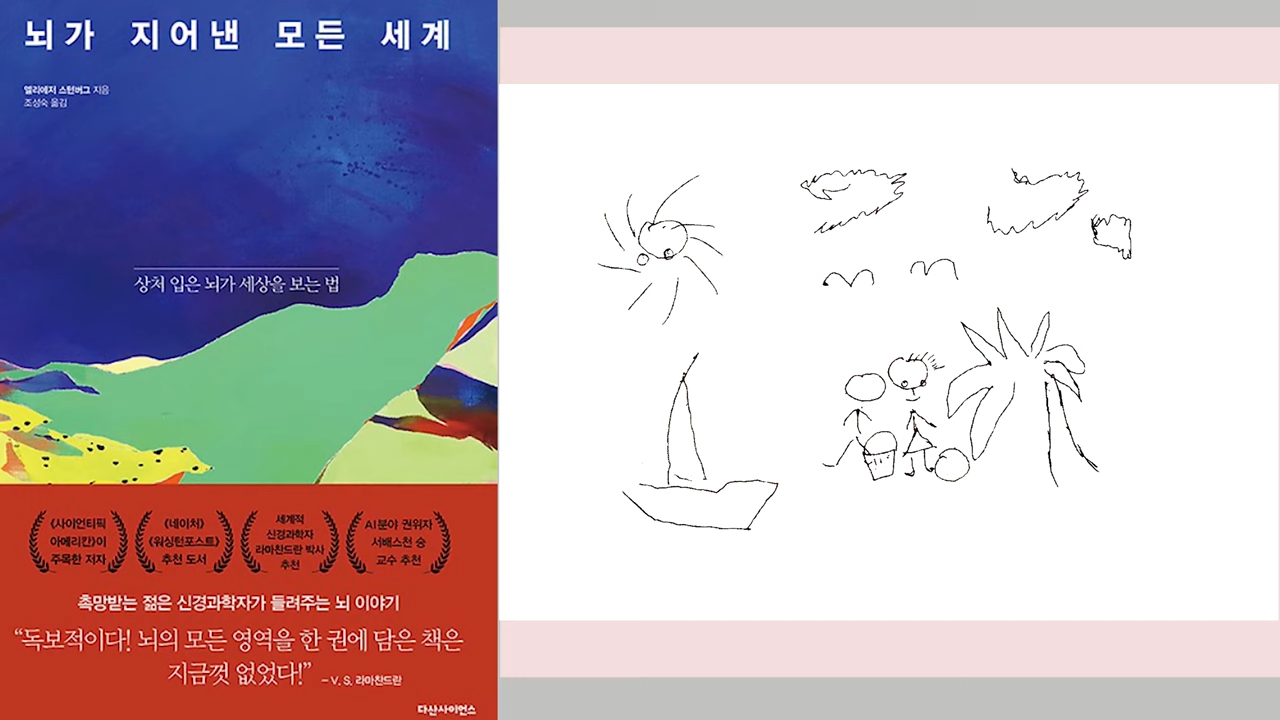 뇌가 지어낸 모든 세계
엘리에저 스턴버그 지음
조성숙 옮김
상처 입은 뇌가 세상을 보는 법
《사이언티픽
아메리칸》이
주목한 저자
《네이처》
《워싱턴포스트》
추천 도서
세계적
신경과학자
라마찬드란 박사
추천
AI분야 권위자
서배스천 승
교수 추천
촉망받는 젊은 신경과학자가 들려주는 뇌 이야기
“독보적이다! 뇌의 모든 영역을 한 권에 담은 책은
지금껏 없었다!” – V. S. 라마찬드란
다산사이언스